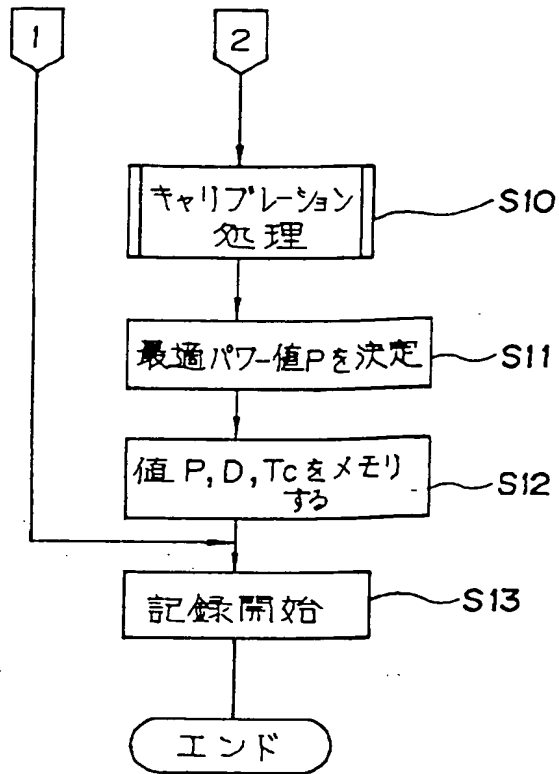 1
2
キャリブレーション
処理
S10
最適パワー値Pを決定
S11
値 P, D, Tcをメモリ
する
S12
記録開始
S13
エンド